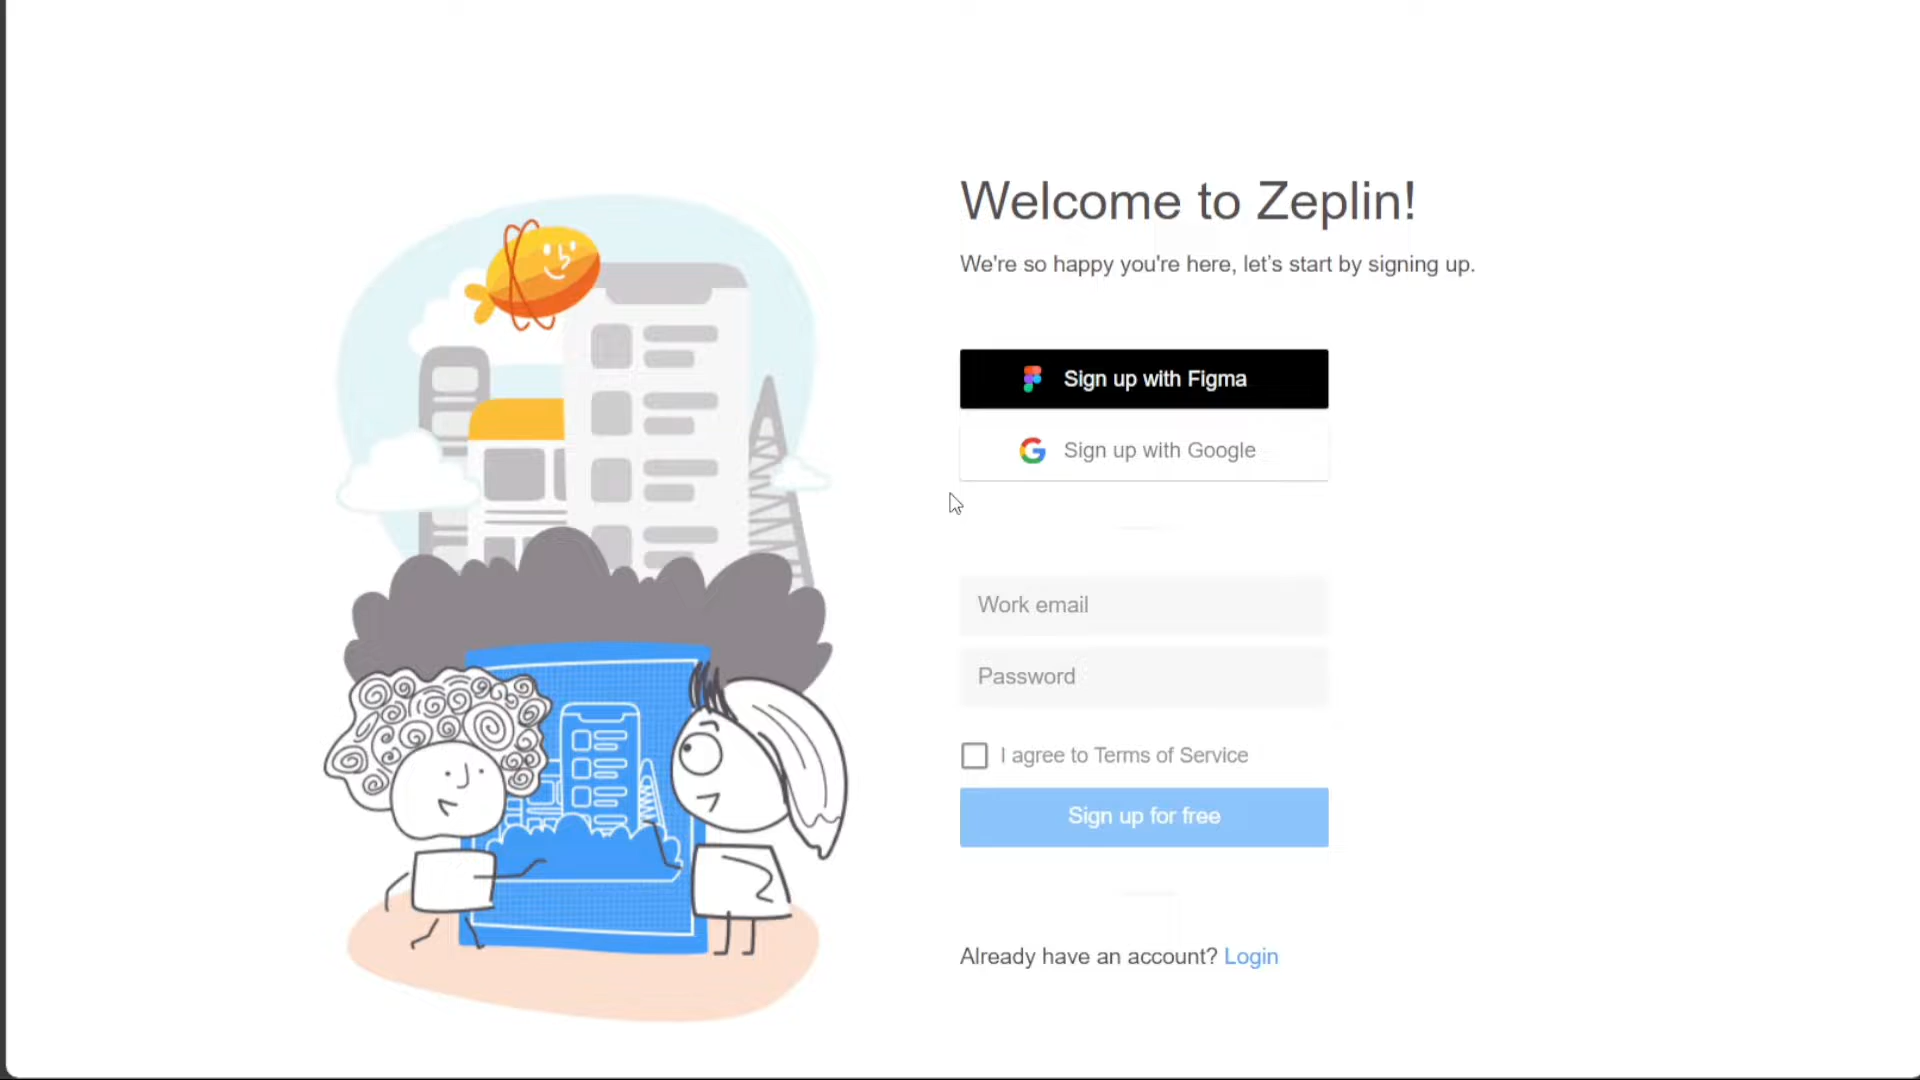 Welcome to Zeplin!
We're so happy you're here, let’s start by signing up.
Sign up with Figma
Sign up with Google
Work email
Password
I agree to Terms of Service
Sign up for free
Already have an account? Login